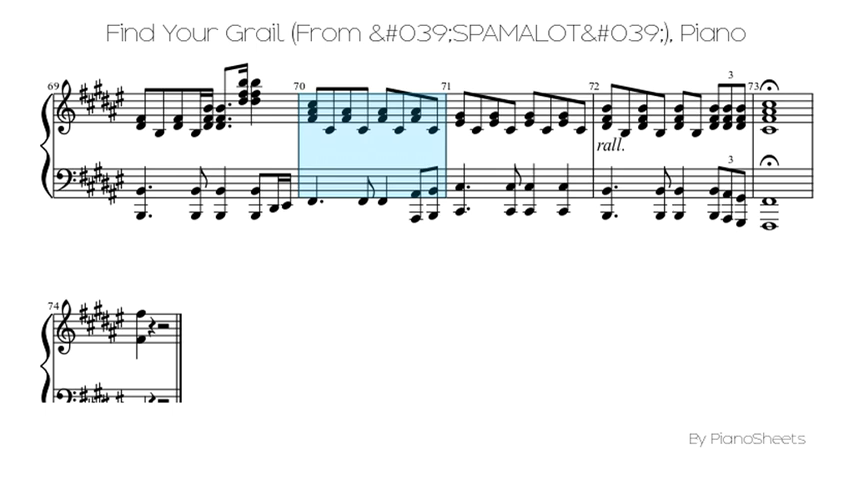 Find Your Grail (From &#039;SPAMALOT&#039;), Piano
69 70 71 72 3 73
rall.
3
74
By PianoSheets